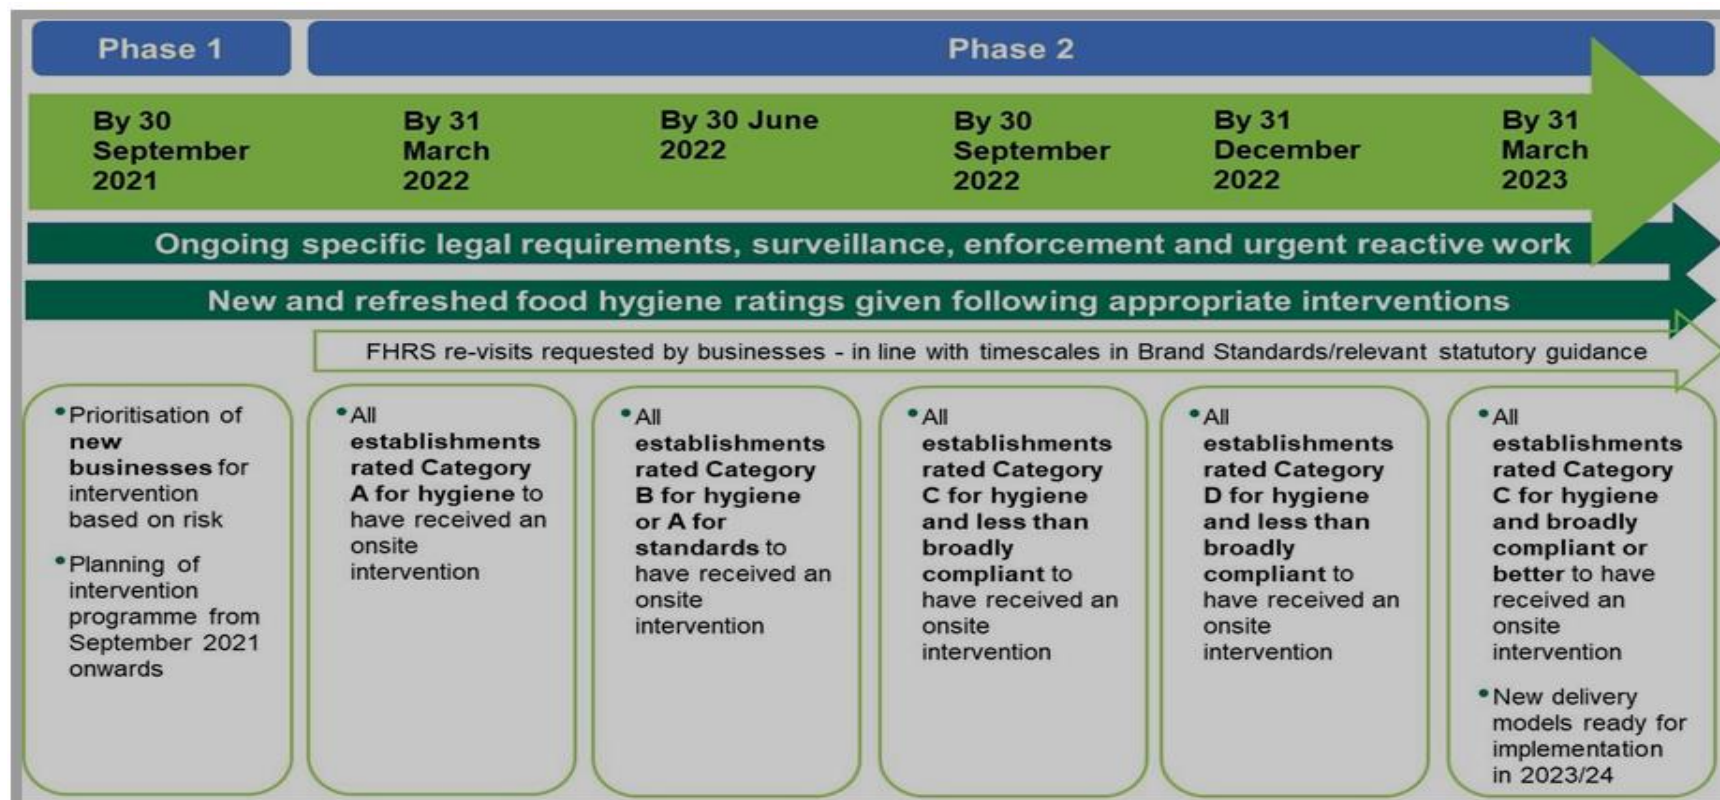 Phase 1
Phase 2
By 30
September
2021
By 31
March
2022
By 30 June
2022
By 30
September
2022
By 31
December
2022
By 31
March
2023
Ongoing specific legal requirements, surveillance, enforcement and urgent reactive work
New and refreshed food hygiene ratings given following appropriate interventions
FHRS re-visits requested by businesses - in line with timescales in Brand Standards/relevant statutory guidance
• Prioritisation of
new
businesses for
intervention
based on risk
• Planning of
intervention
programme from
September 2021
onwards
• All
establishments
rated Category
A for hygiene to
have received an
onsite
intervention
• All
establishments
rated Category
B for hygiene
or A for
standards to
have received an
onsite
intervention
• All
establishments
rated Category
C for hygiene
and less than
broadly
compliant to
have received an
onsite
intervention
• All
establishments
rated Category
D for hygiene
and less than
broadly
compliant to
have received an
onsite
intervention
• All
establishments
rated Category
C for hygiene
and broadly
compliant or
better to have
received an
onsite
intervention
• New delivery
models ready for
implementation
in 2023/24